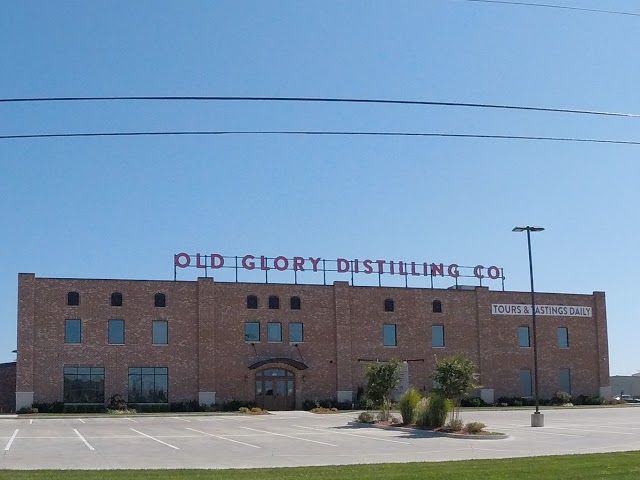 OLD GLORY DISTILLING CO.
TOURS & TASTINGS DAILY